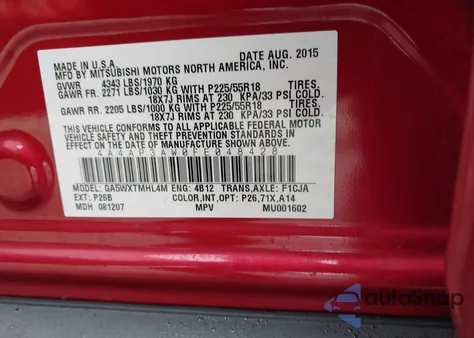 MADE IN U.S.A. DATE AUG. 2015
MFD BY MITSUBISHI MOTORS NORTH AMERICA, INC.
GVWR 4343 LBS/1970 KG
GAWR FR. 2271 LBS/1030 KG WITH P225/55R18 TIRES,
18X7J RIMS AT 230 KPA/33 PSI COLD.
GAWR RR. 2205 LBS/1000 KG WITH P225/55R18 TIRES,
18X7J RIMS AT 230 KPA/33 PSI COLD.
THIS VEHICLE CONFORMS TO ALL APPLICABLE FEDERAL MOTOR
VEHICLE SAFETY, BUMPER, AND THEFT PREVENTION STANDARDS IN
EFFECT ON THE DATE OF MANUFACTURE SHOWN ABOVE.
4A4AP3AW0FE048428
MODEL: GA5WXTMHL4M ENG: 4B12 TRANS,AXLE: F1CJA
EXT: P26B COLOR,INT,OPT: P26,71X,A14
MDH 081207 MPV MU001602
autoSnap